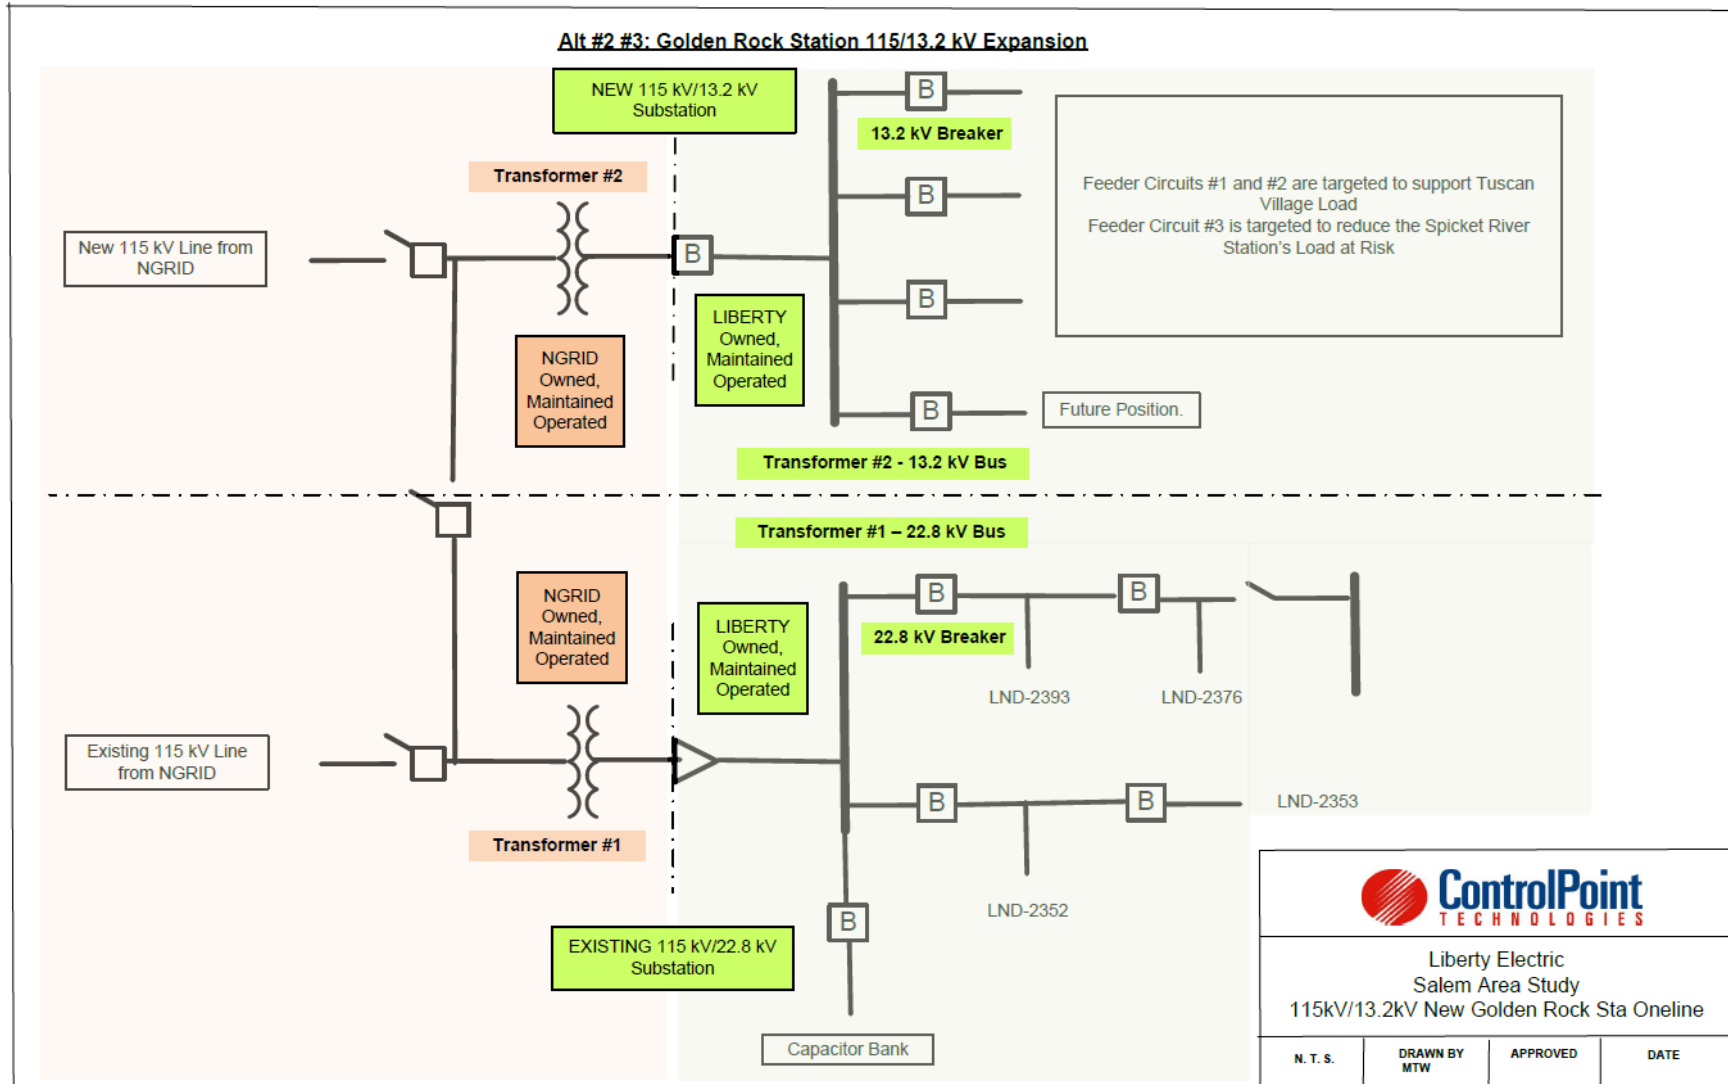 Alt #2 #3: Golden Rock Station 115/13.2 kV Expansion
NEW 115 kV/13.2 kV
Substation
B
13.2 kV Breaker
Transformer #2
B
Feeder Circuits #1 and #2 are targeted to support Tuscan
Village Load
Feeder Circuit #3 is targeted to reduce the Spicket River
Station's Load at Risk
New 115 kV Line from
NGRID
B
B
NGRID
Owned,
Maintained
Operated
LIBERTY
Owned,
Maintained
Operated
B
Future Position.
Transformer #2 - 13.2 kV Bus
Transformer #1 – 22.8 kV Bus
NGRID
Owned,
Maintained
Operated
LIBERTY
Owned,
Maintained
Operated
B
B
22.8 kV Breaker
LND-2393
LND-2376
Existing 115 kV Line
from NGRID
B
B
LND-2353
Transformer #1
LND-2352
B
EXISTING 115 kV/22.8 kV
Substation
Capacitor Bank
ControlPoint
TECHNOLOGIES
Liberty Electric
Salem Area Study
115kV/13.2kV New Golden Rock Sta Oneline
N. T. S.
DRAWN BY
MTW
APPROVED
DATE